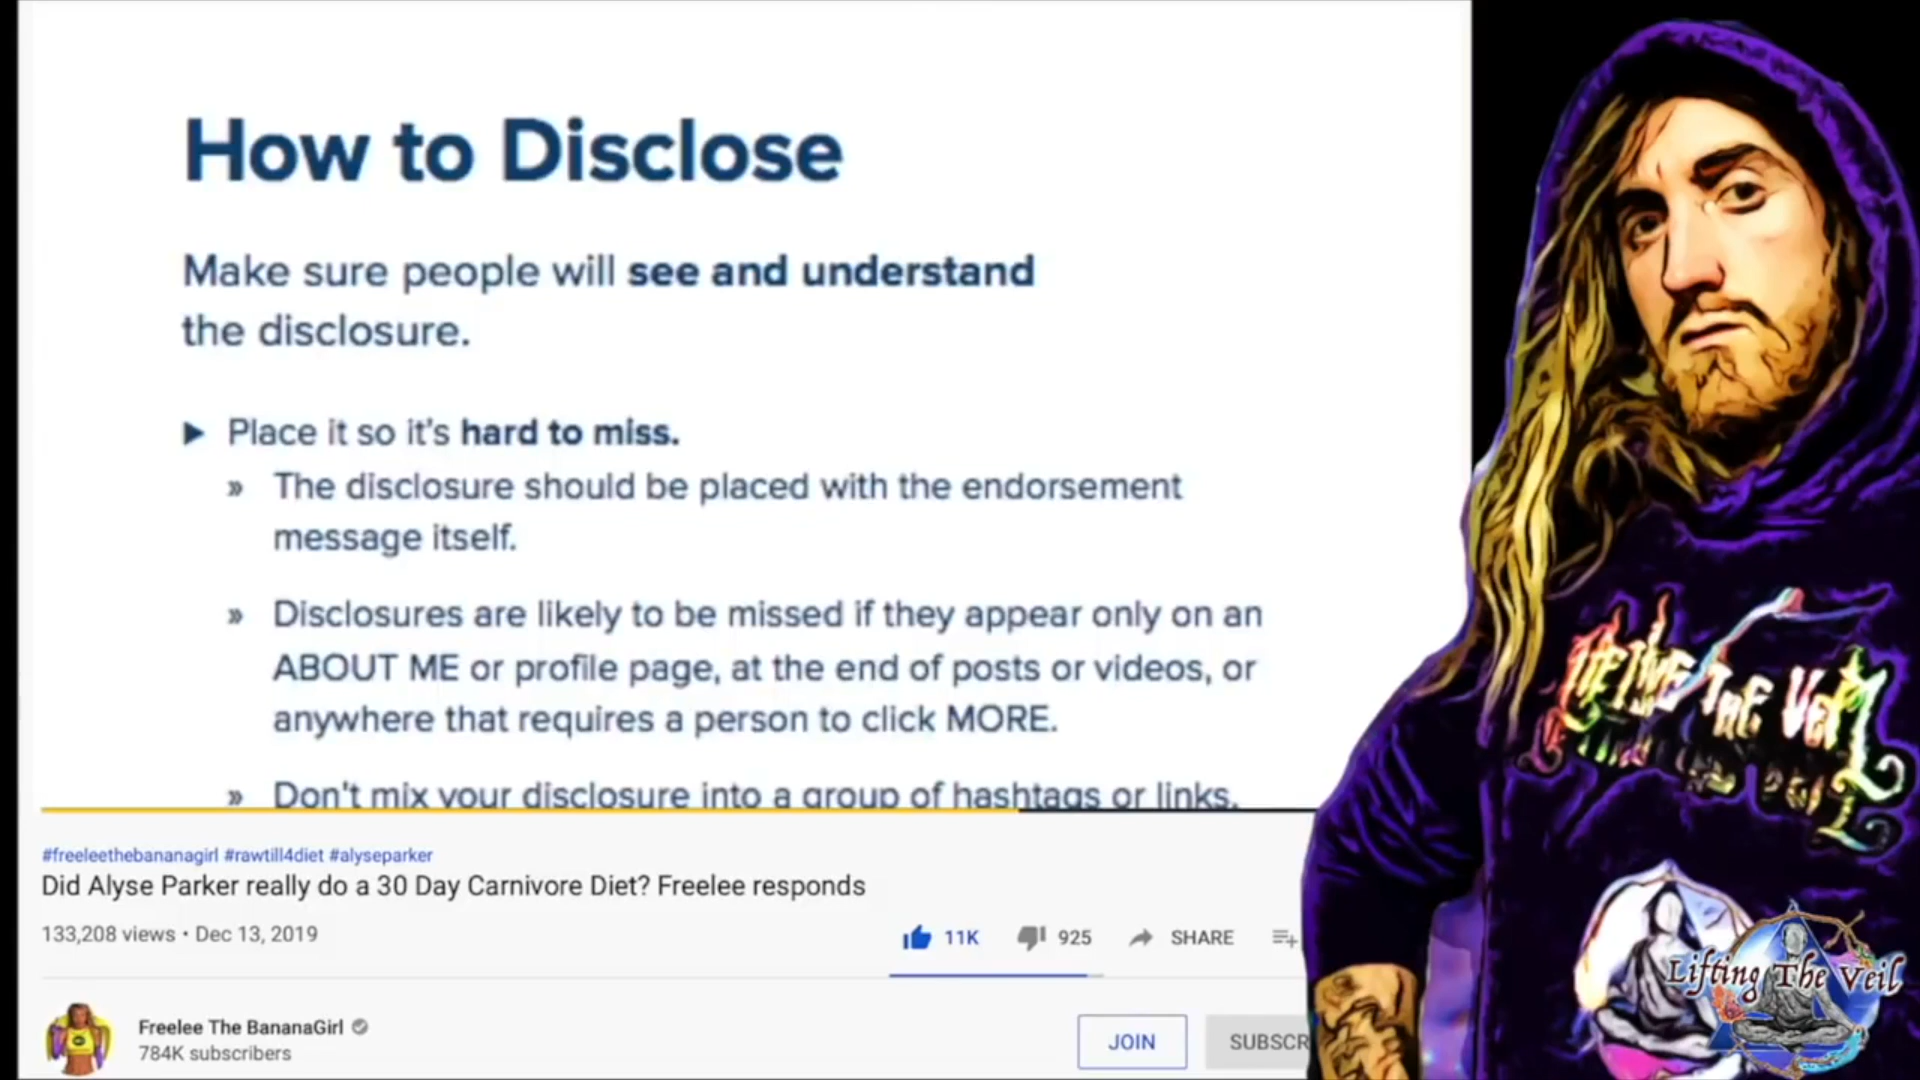 How to Disclose
Make sure people will see and understand
the disclosure.
▶ Place it so it's hard to miss.
» The disclosure should be placed with the endorsement
message itself.
» Disclosures are likely to be missed if they appear only on an
ABOUT ME or profile page, at the end of posts or videos, or
anywhere that requires a person to click MORE.
» Don't mix your disclosure into a group of hashtags or links.
#freeleethebananagirl #rawtill4diet #alyseparker
Did Alyse Parker really do a 30 Day Carnivore Diet? Freelee responds
133,208 views • Dec 13, 2019
11K 925 SHARE
Freelee The BananaGirl
784K subscribers
JOIN SUBSCR
Lifting The Veil